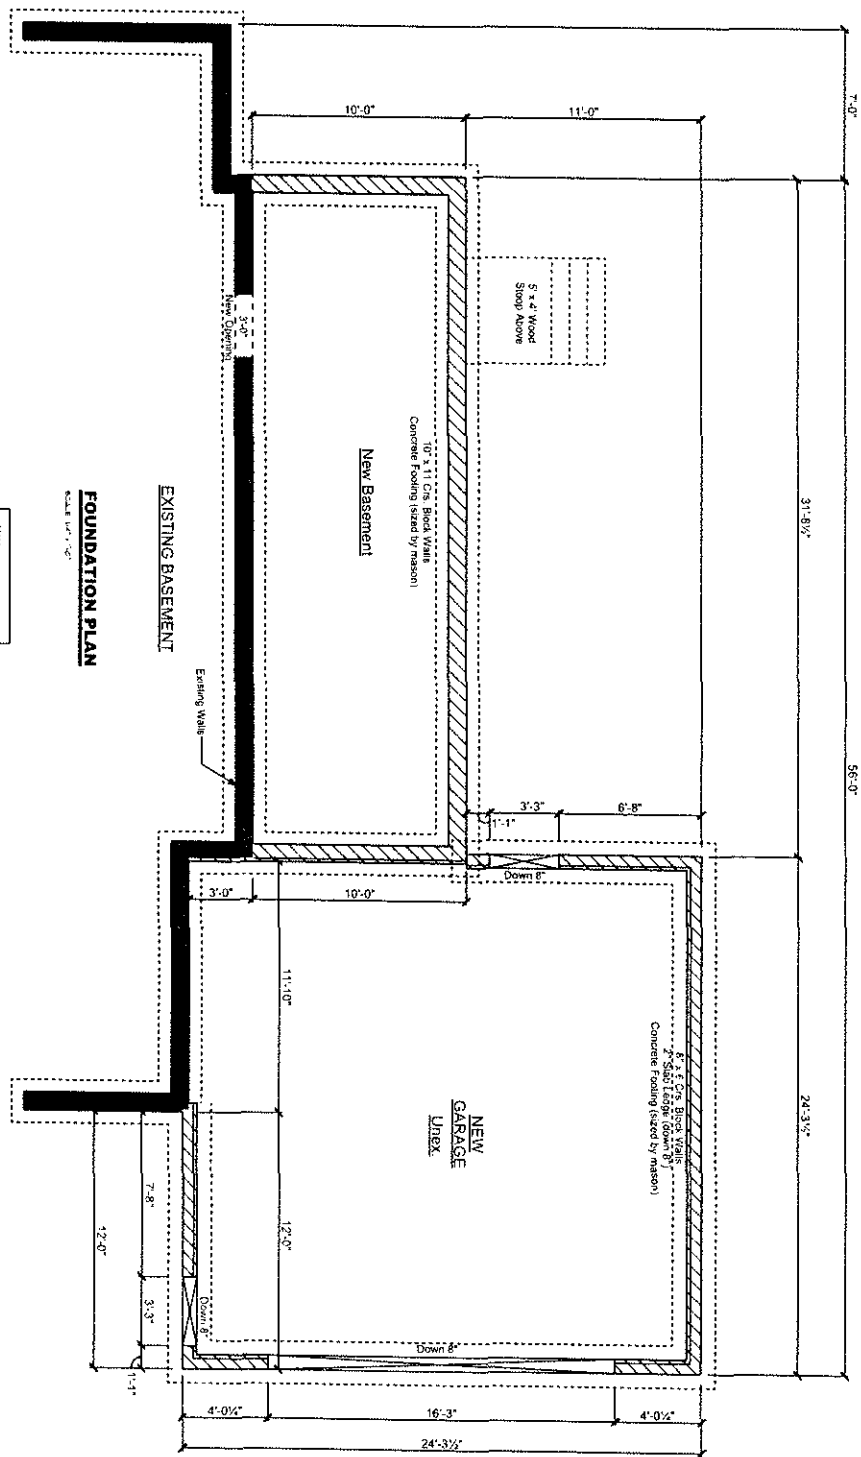 7'-0"
56'-0"
31'-8½"
24'-3½"
10'-0"
11'-0"
5' x 4' Wood
Stoop Above
3'-0"
New Opening
10" x 11 Crs. Block Walls
Concrete Footing (sized by mason)
New Basement
EXISTING BASEMENT
FOUNDATION PLAN
Existing Walls
1'-1"
3'-3"
6'-8"
Down 8"
3'-0"
10'-0"
11'-10"
12'-0"
8" x 6 Crs. Block Walls
2" Slab Ledge (down 8")
Concrete Footing (sized by mason)
NEW
GARAGE
Unex.
7'-8"
3'-3"
1'-1"
12'-0"
Down 8"
Down 8"
4'-0¼"
16'-3"
4'-0¼"
24'-3½"